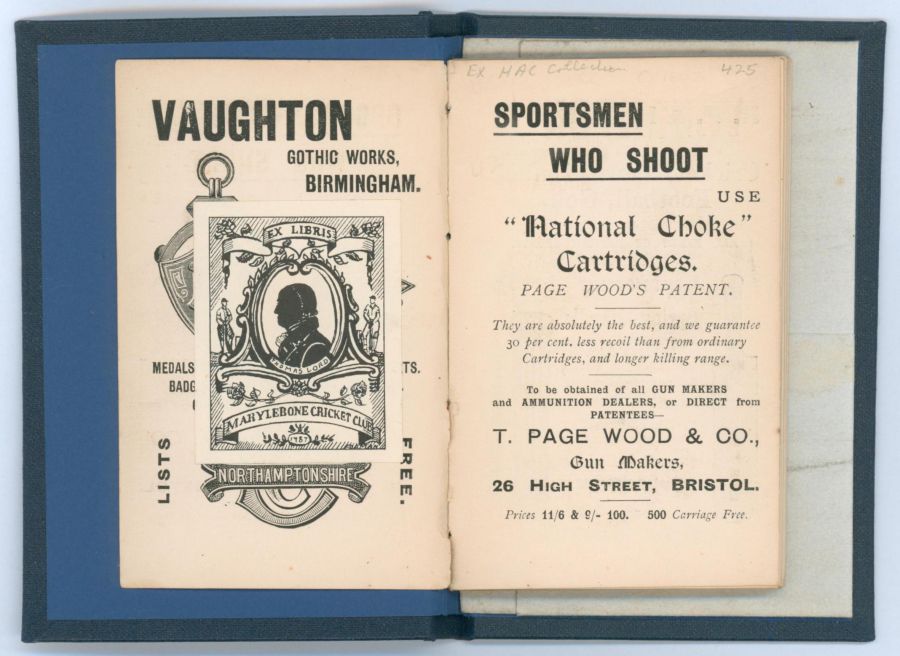 VAUGHTON
GOTHIC WORKS,
BIRMINGHAM.
EX LIBRIS
THOMAS LORD
MEDALS
TS.
BADG
MARYLEBONE CRICKET CLUB
1787
LISTS
FREE.
NORTHAMPTONSHIRE
Ex HAC Collection
425
SPORTSMEN
WHO SHOOT
USE
"National Choke"
Cartridges.
PAGE WOOD'S PATENT.
They are absolutely the best, and we guarantee
30 per cent. less recoil than from ordinary
Cartridges, and longer killing range.
To be obtained of all GUN MAKERS
and AMMUNITION DEALERS, or DIRECT from
PATENTEES—
T. PAGE WOOD & CO.,
Gun Makers,
26 HIGH STREET, BRISTOL.
Prices 11/6 & 9/- 100. 500 Carriage Free.